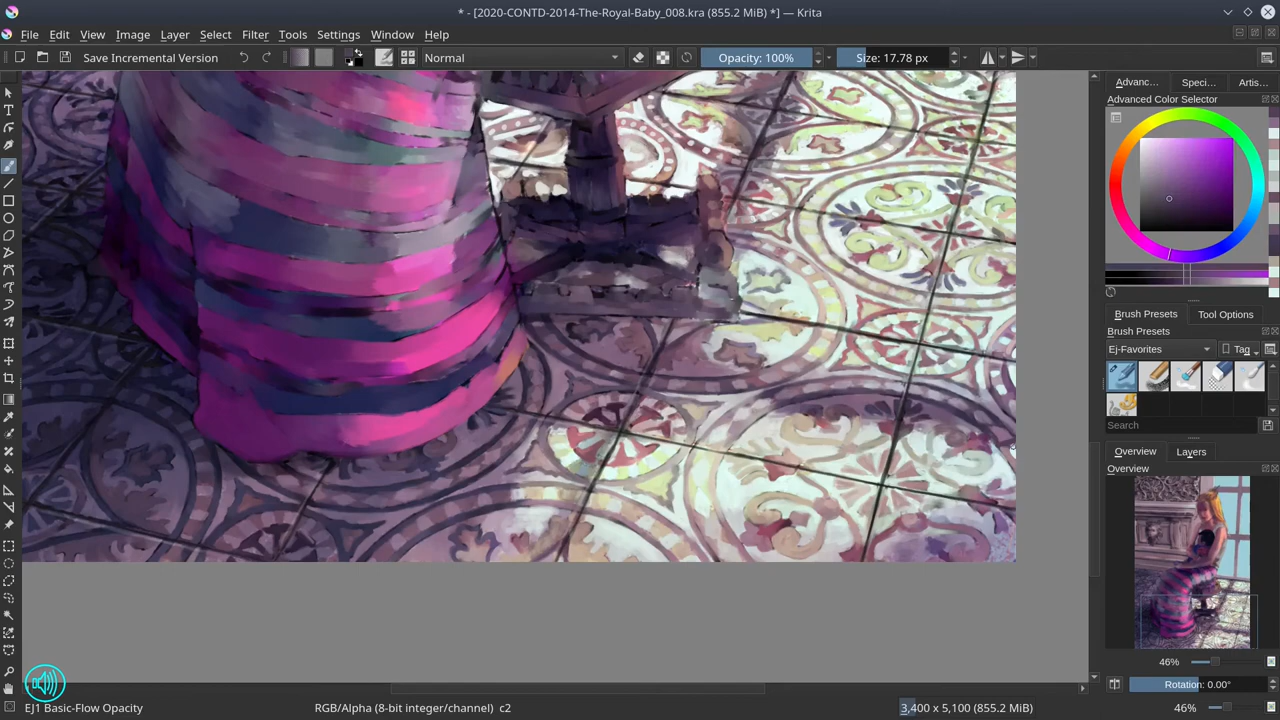 * - [2020-CONTD-2014-The-Royal-Baby_008.kra (855.2 MiB) *] — Krita
File Edit View Image Layer Select Filter Tools Settings Window Help
Save Incremental Version Normal Opacity: 100% Size: 17.78 px
Advanc... Speci... Artis...
Advanced Color Selector
Brush Presets Tool Options
Brush Presets
Ej-Favorites Tag
Search
Overview Layers
Overview
46%
Rotation: 0.00°
EJ1 Basic-Flow Opacity RGB/Alpha (8-bit integer/channel) c2 3,400 x 5,100 (855.2 MiB) 46%